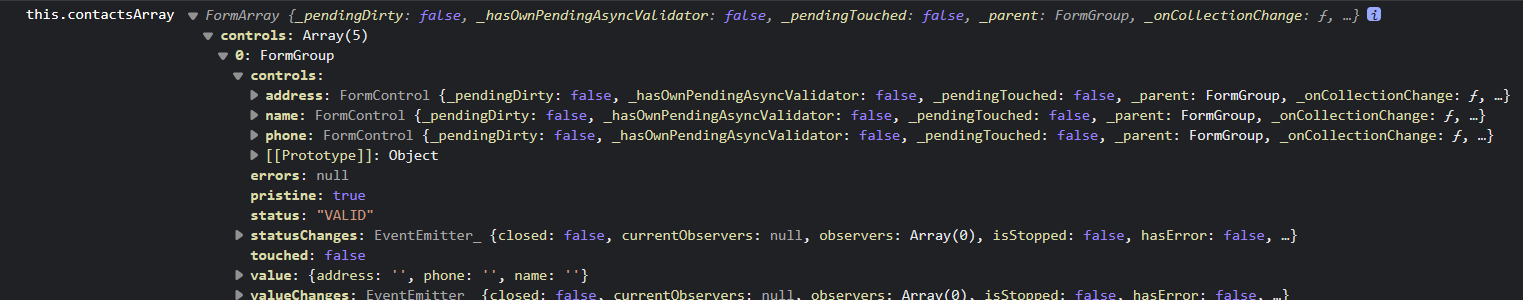 this.contactsArray ▼ FormArray {_pendingDirty: false, _hasOwnPendingAsyncValidator: false, _pendingTouched: false, _parent: FormGroup, _onCollectionChange: ƒ, …} i
▼ controls: Array(5)
▼ 0: FormGroup
▼ controls:
▶ address: FormControl {_pendingDirty: false, _hasOwnPendingAsyncValidator: false, _pendingTouched: false, _parent: FormGroup, _onCollectionChange: ƒ, …}
▶ name: FormControl {_pendingDirty: false, _hasOwnPendingAsyncValidator: false, _pendingTouched: false, _parent: FormGroup, _onCollectionChange: ƒ, …}
▶ phone: FormControl {_pendingDirty: false, _hasOwnPendingAsyncValidator: false, _pendingTouched: false, _parent: FormGroup, _onCollectionChange: ƒ, …}
▶ [[Prototype]]: Object
errors: null
pristine: true
status: "VALID"
▶ statusChanges: EventEmitter_ {closed: false, currentObservers: null, observers: Array(0), isStopped: false, hasError: false, …}
touched: false
▶ value: {address: '', phone: '', name: ''}
▶ valueChanges: EventEmitter_ {closed: false, currentObservers: null, observers: Array(0), isStopped: false, hasError: false, …}